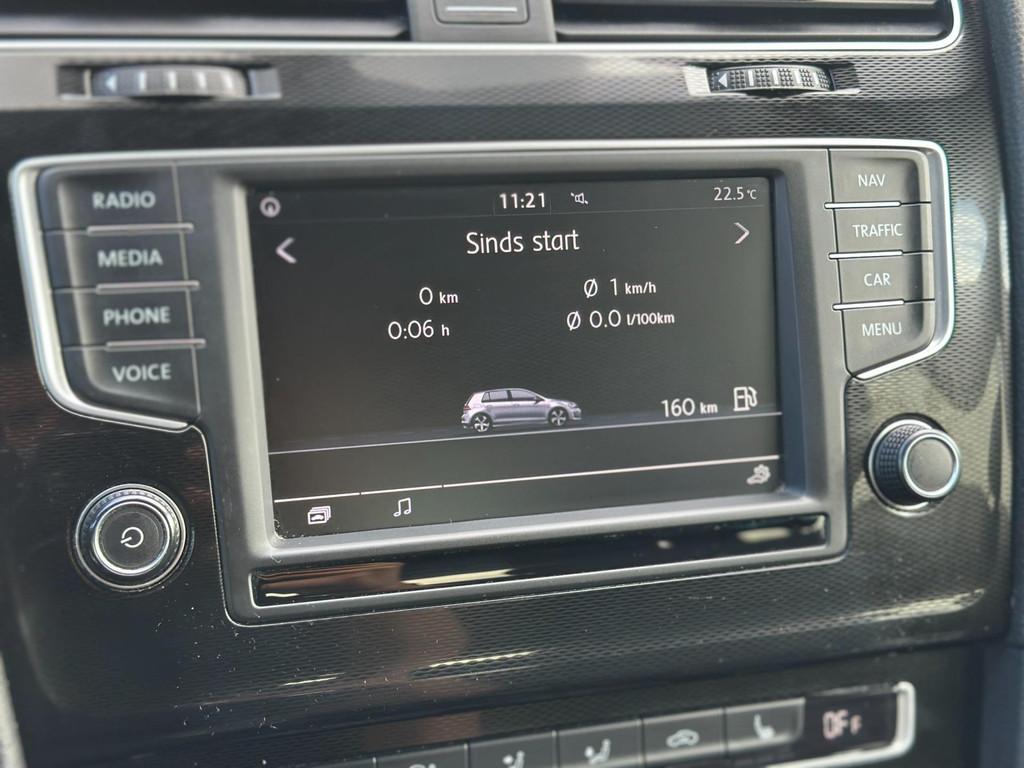 RADIO
MEDIA
PHONE
VOICE
11:21
22.5 °C
Sinds start
0 km
Ø 1 km/h
0:06 h
Ø 0.0 l/100km
160 km
NAV
TRAFFIC
CAR
MENU
OFF